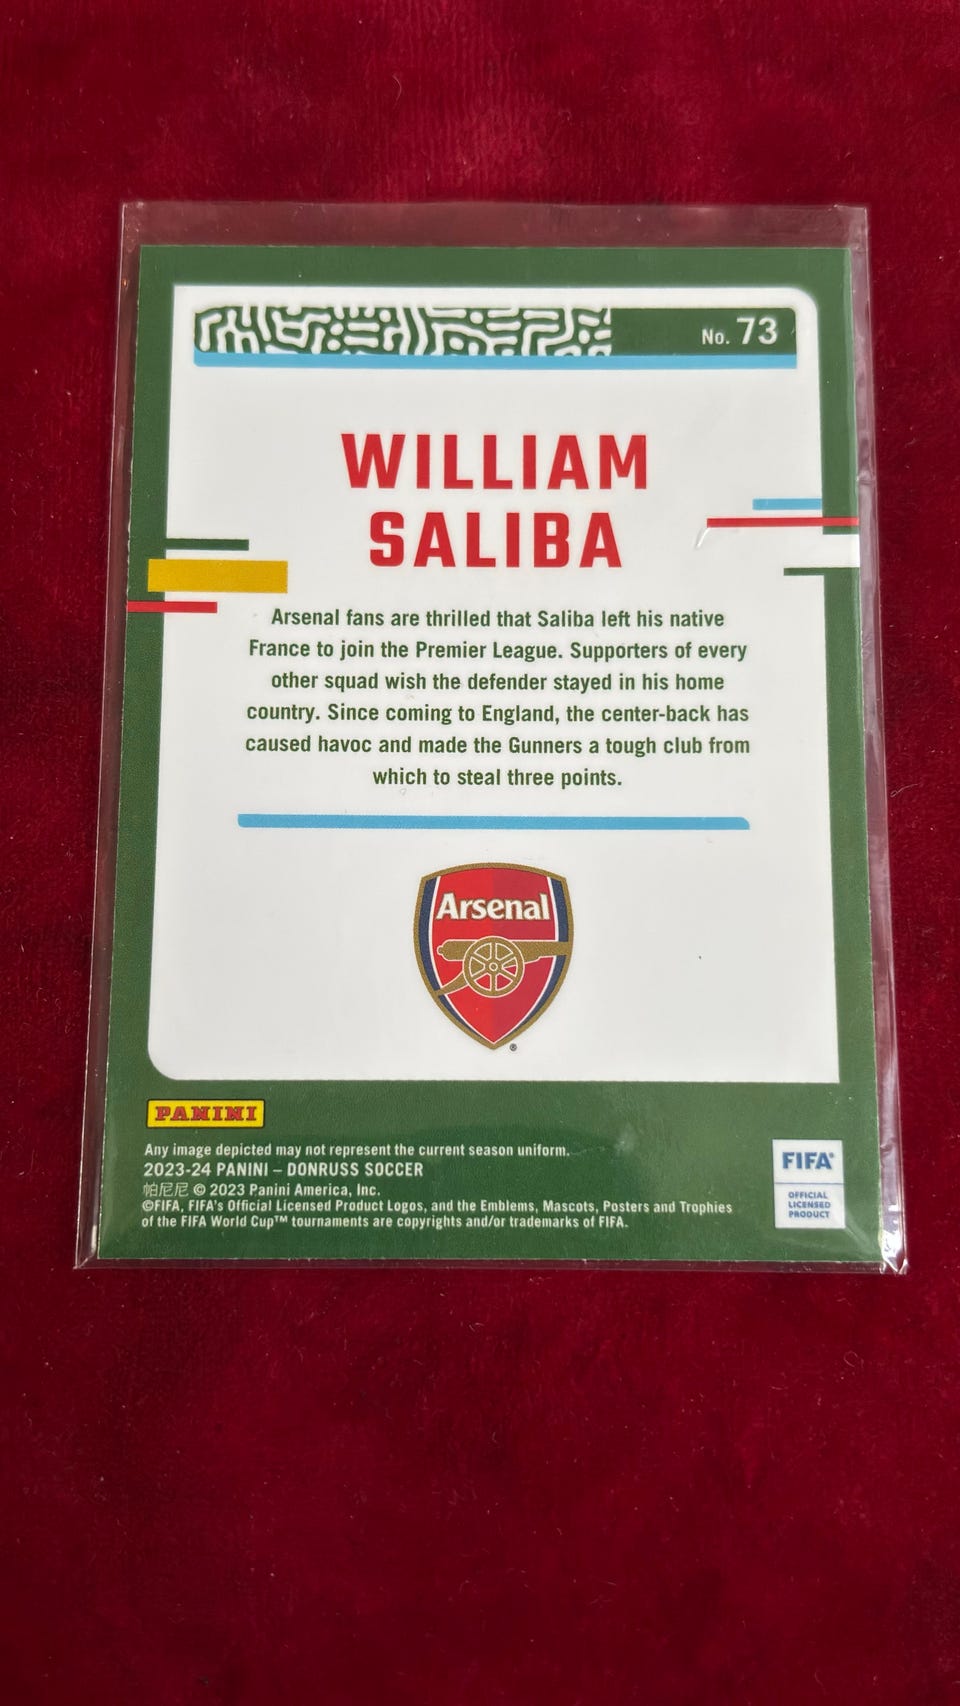 No. 73
WILLIAM
SALIBA
Arsenal fans are thrilled that Saliba left his native
France to join the Premier League. Supporters of every
other squad wish the defender stayed in his home
country. Since coming to England, the center-back has
caused havoc and made the Gunners a tough club from
which to steal three points.
Arsenal
®
PANINI
Any image depicted may not represent the current season uniform.
2023-24 PANINI – DONRUSS SOCCER
帕尼尼 © 2023 Panini America, Inc.
©FIFA, FIFA's Official Licensed Product Logos, and the Emblems, Mascots, Posters and Trophies
of the FIFA World Cup™ tournaments are copyrights and/or trademarks of FIFA.
FIFA®
OFFICIAL
LICENSED
PRODUCT